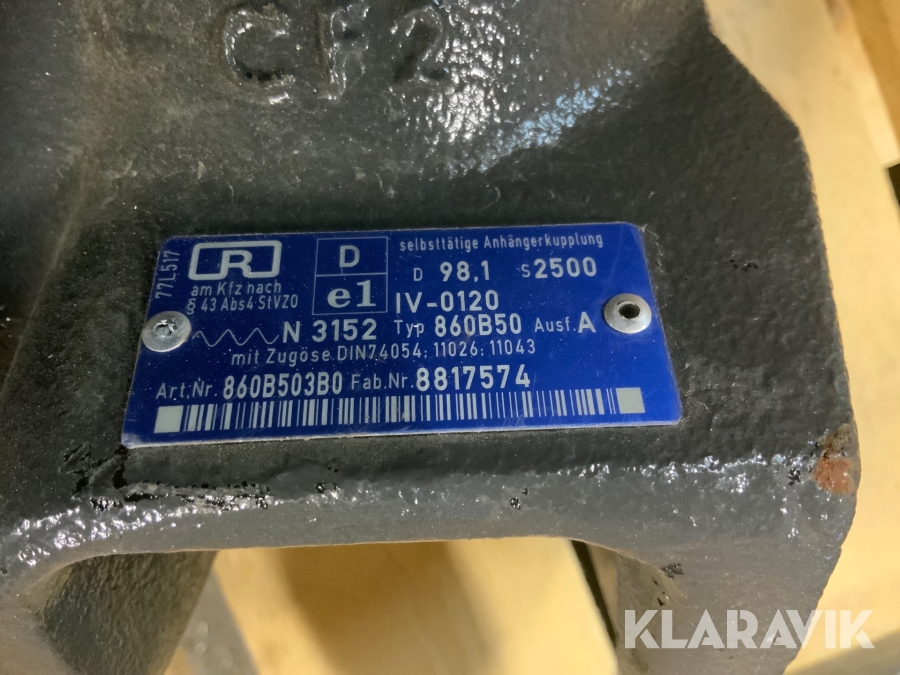 CF2
77L517
R
am Kfz nach
§ 43 Abs4 StVZO
D
e1
selbsttätige Anhängerkupplung
D 98,1 S 2500
IV-0120
N 3152 Typ 860B50 Ausf. A
mit Zugöse DIN74054; 11026; 11043
Art.Nr. 860B503B0 Fab.Nr. 8817574
KLARAVIK